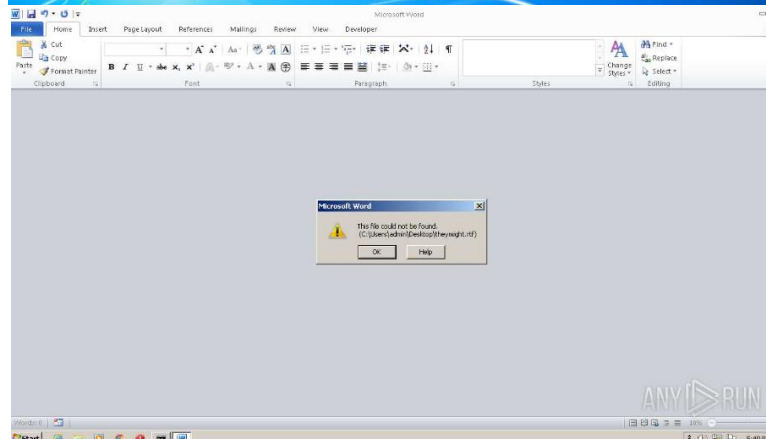 Microsoft Word
File Home Insert Page Layout References Mailings Review View Developer
Cut
Copy
Format Painter
Paste
Find
Replace
Select
Change
Styles
Clipboard Font Paragraph Styles Editing
Microsoft Word
This file could not be found.
(C:\Users\admin\Desktop\theymight.rtf)
OK Help
ANY RUN
Words: 0
10%
Start